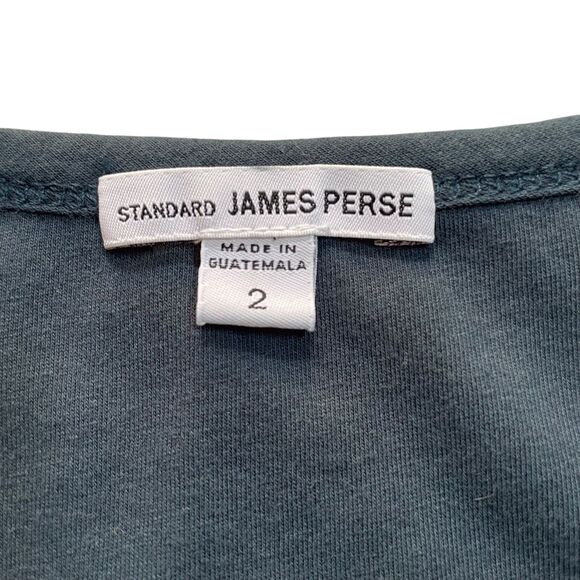 STANDARD JAMES PERSE
MADE IN
GUATEMALA
2